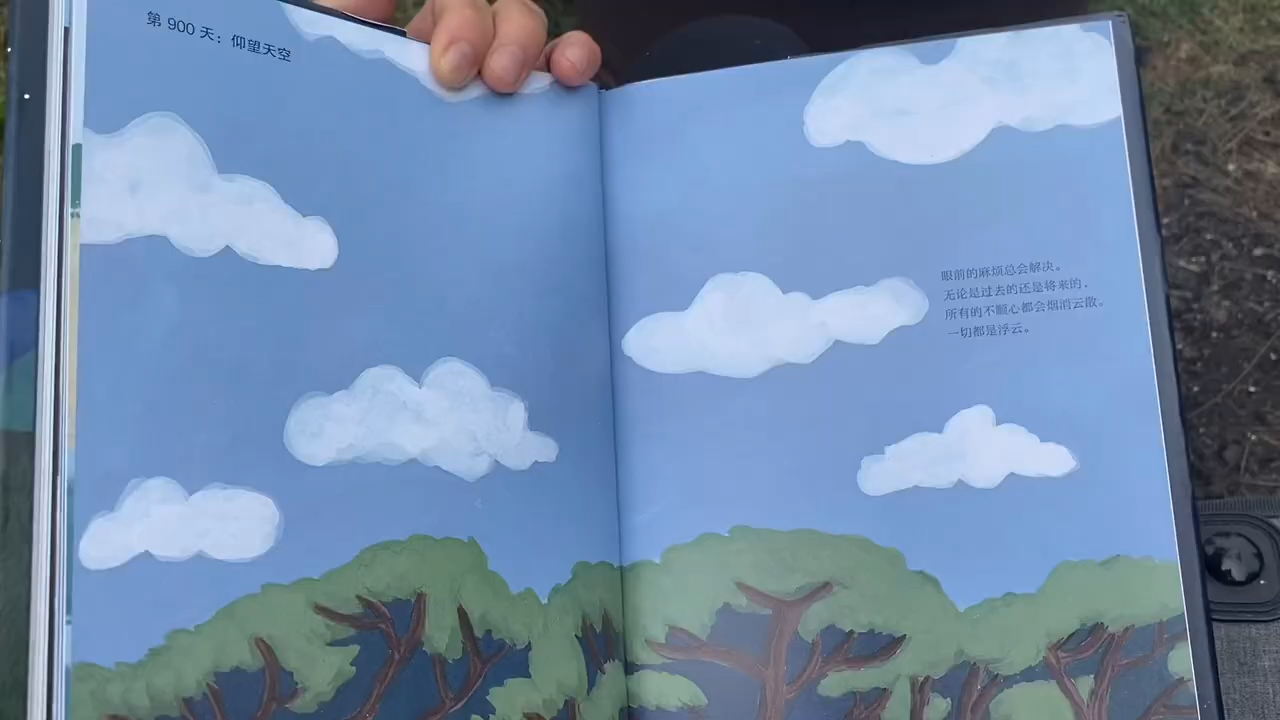 第 900 天：仰望天空
眼前的麻烦总会解决。
无论是过去的还是将来的，
所有的不顺心都会烟消云散。
一切都是浮云。